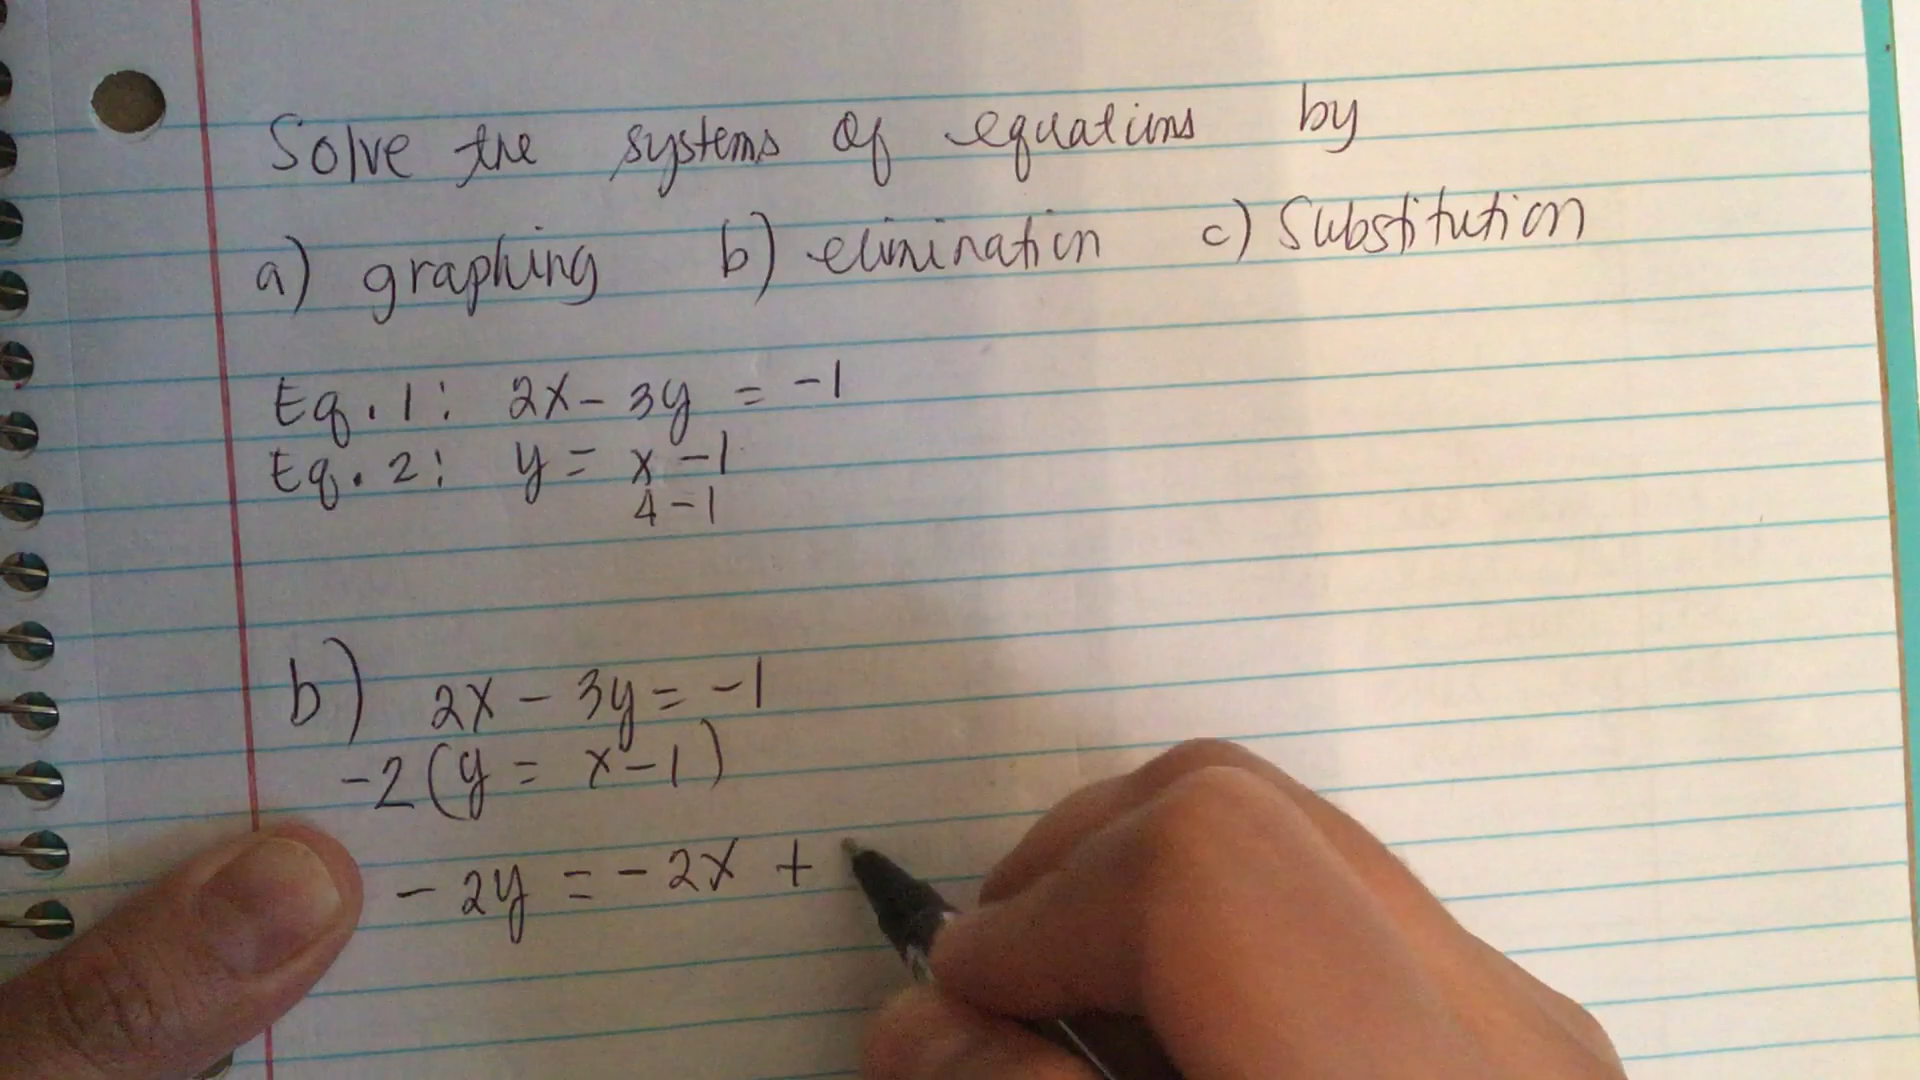 Solve the systems of equations by
a) graphing b) elimination c) Substitution
Eq. 1: 2x - 3y = -1
Eq. 2: y = x - 1
4 - 1
b) 2x - 3y = -1
-2(y = x - 1)
- 2y = - 2x +